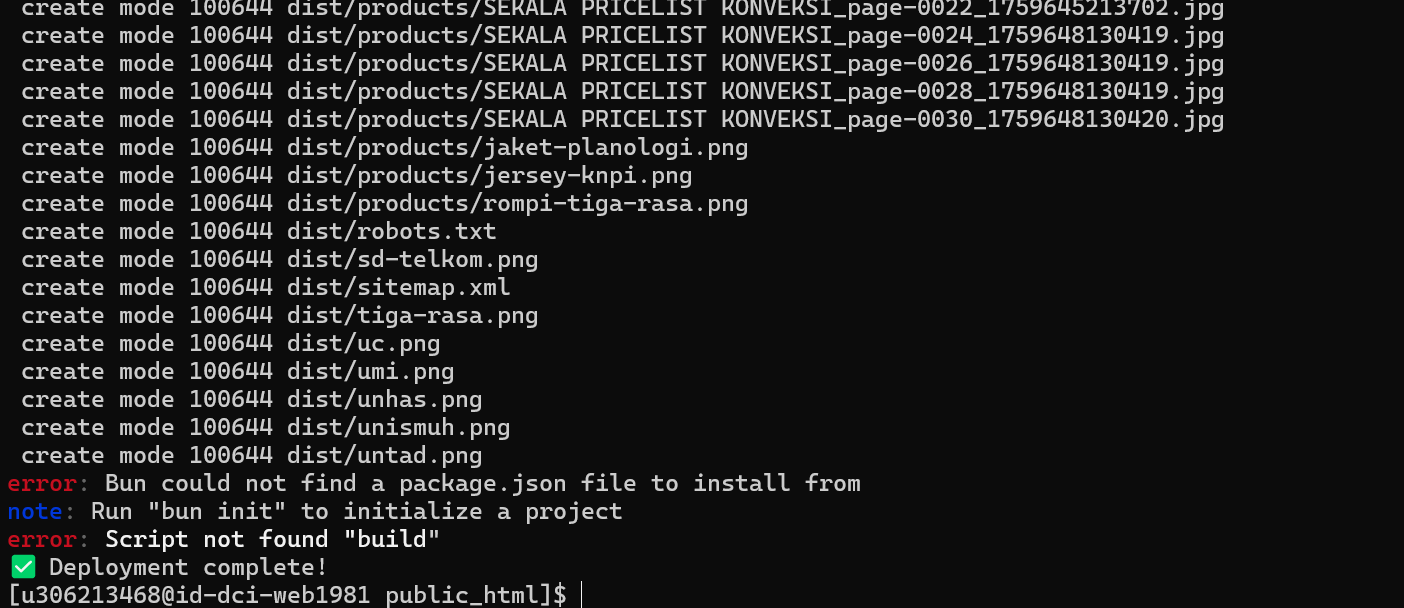 create mode 100644 dist/products/SEKALA PRICELIST KONVEKSI_page-0022_1759645213702.jpg
create mode 100644 dist/products/SEKALA PRICELIST KONVEKSI_page-0024_1759648130419.jpg
create mode 100644 dist/products/SEKALA PRICELIST KONVEKSI_page-0026_1759648130419.jpg
create mode 100644 dist/products/SEKALA PRICELIST KONVEKSI_page-0028_1759648130419.jpg
create mode 100644 dist/products/SEKALA PRICELIST KONVEKSI_page-0030_1759648130420.jpg
create mode 100644 dist/products/jaket-planologi.png
create mode 100644 dist/products/jersey-knpi.png
create mode 100644 dist/products/rompi-tiga-rasa.png
create mode 100644 dist/robots.txt
create mode 100644 dist/sd-telkom.png
create mode 100644 dist/sitemap.xml
create mode 100644 dist/tiga-rasa.png
create mode 100644 dist/uc.png
create mode 100644 dist/umi.png
create mode 100644 dist/unhas.png
create mode 100644 dist/unismuh.png
create mode 100644 dist/untad.png
error: Bun could not find a package.json file to install from
note: Run "bun init" to initialize a project
error: Script not found "build"
✅ Deployment complete!
[u306213468@id-dci-web1981 public_html]$